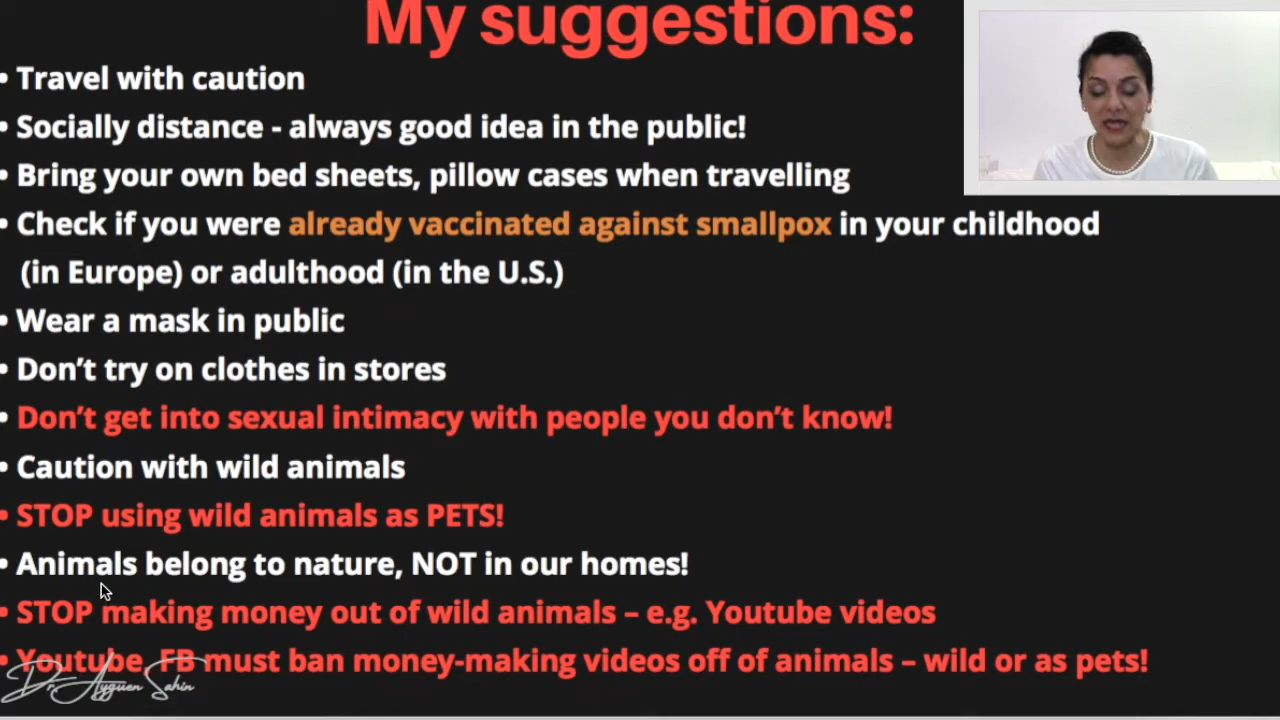 My suggestions:
• Travel with caution
• Socially distance - always good idea in the public!
• Bring your own bed sheets, pillow cases when travelling
• Check if you were already vaccinated against smallpox in your childhood
(in Europe) or adulthood (in the U.S.)
• Wear a mask in public
• Don't try on clothes in stores
• Don't get into sexual intimacy with people you don't know!
• Caution with wild animals
• STOP using wild animals as PETS!
• Animals belong to nature, NOT in our homes!
• STOP making money out of wild animals – e.g. Youtube videos
• Youtube, FB must ban money-making videos off of animals – wild or as pets!
Dr. Ayguen Sahin